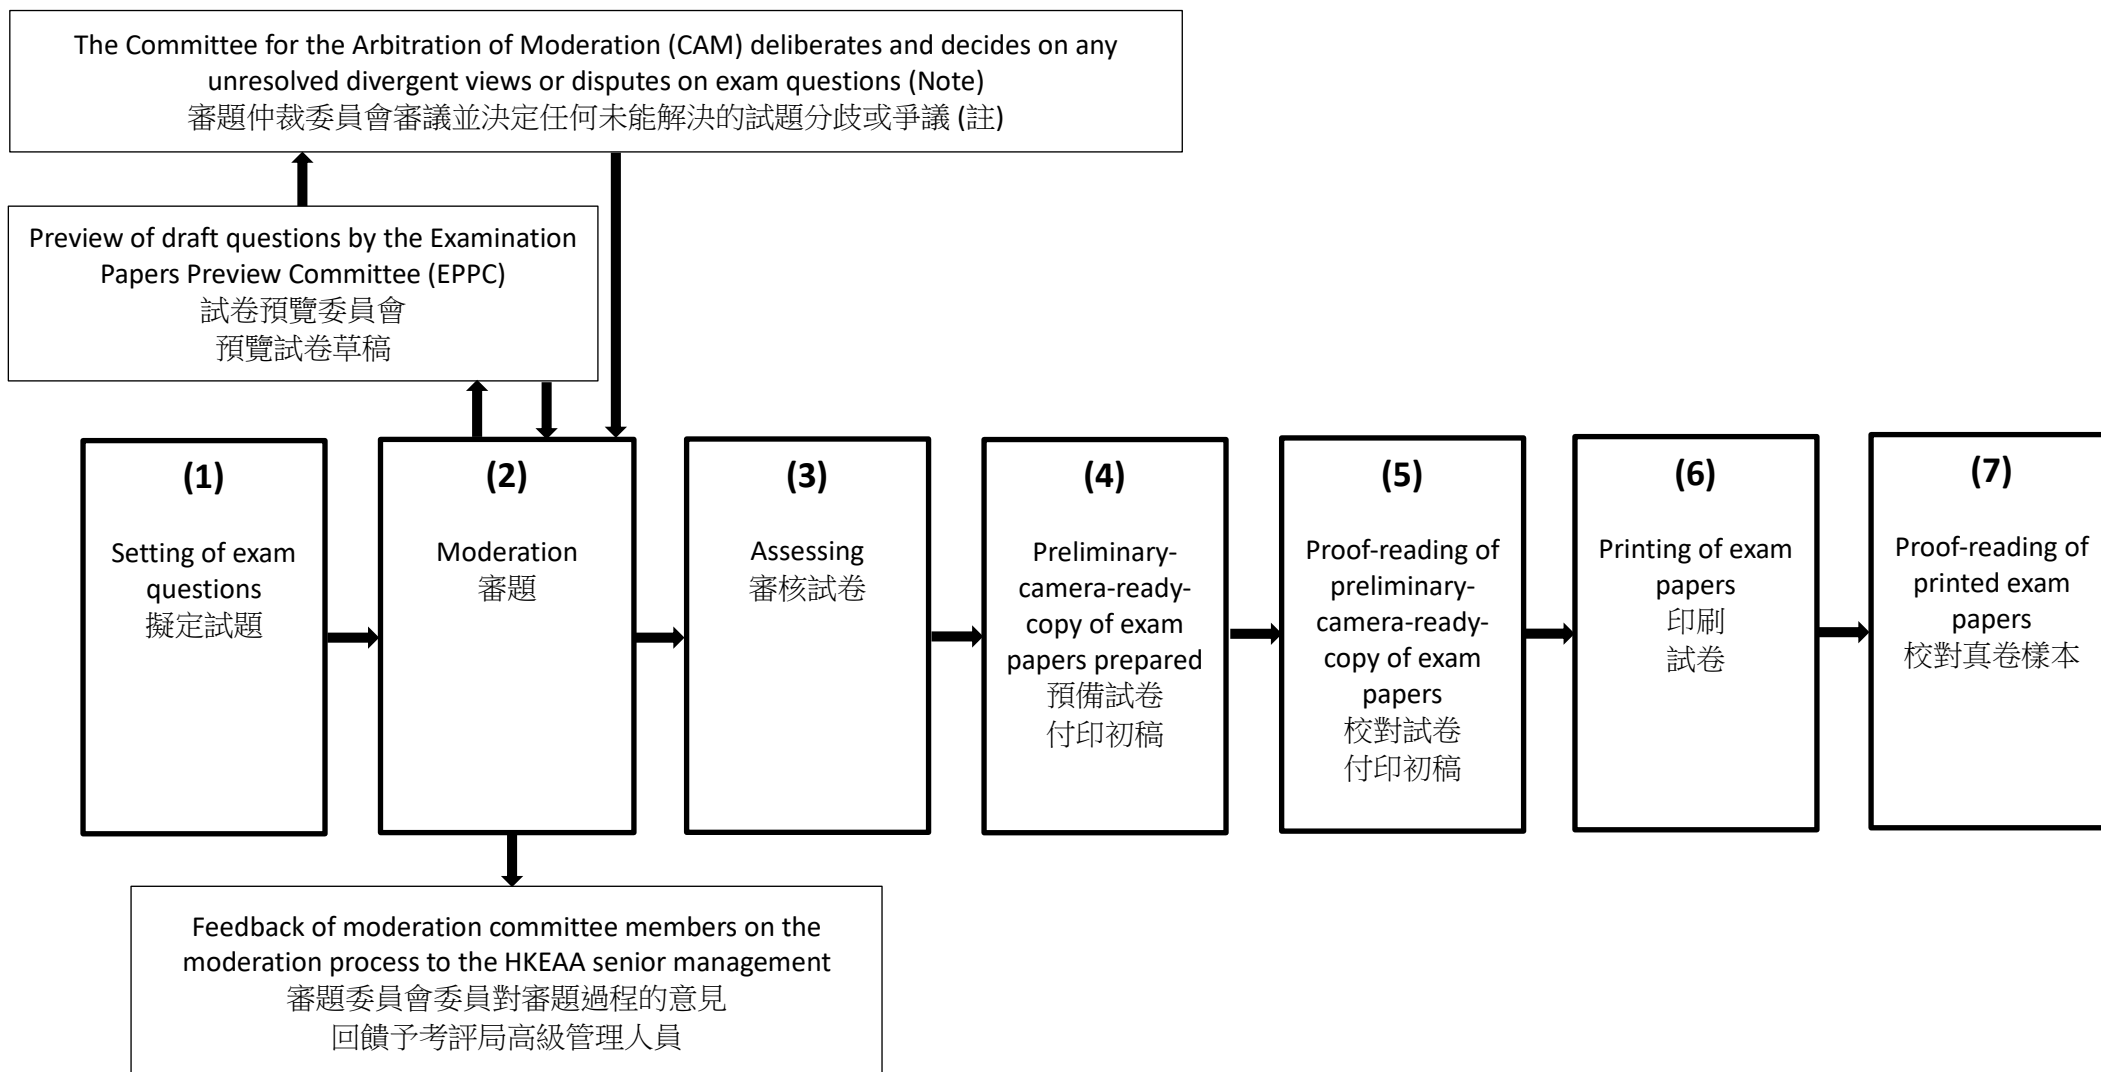 The Committee for the Arbitration of Moderation (CAM) deliberates and decides on any
unresolved divergent views or disputes on exam questions (Note)
審題仲裁委員會審議並決定任何未能解決的試題分歧或爭議 (註)
Preview of draft questions by the Examination
Papers Preview Committee (EPPC)
試卷預覽委員會
預覽試卷草稿
(1)
Setting of exam
questions
擬定試題
(2)
Moderation
審題
(3)
Assessing
審核試卷
(4)
Preliminary-
camera-ready-
copy of exam
papers prepared
預備試卷
付印初稿
(5)
Proof-reading of
preliminary-
camera-ready-
copy of exam
papers
校對試卷
付印初稿
(6)
Printing of exam
papers
印刷
試卷
(7)
Proof-reading of
printed exam
papers
校對真卷樣本
Feedback of moderation committee members on the
moderation process to the HKEAA senior management
審題委員會委員對審題過程的意見
回饋予考評局高級管理人員